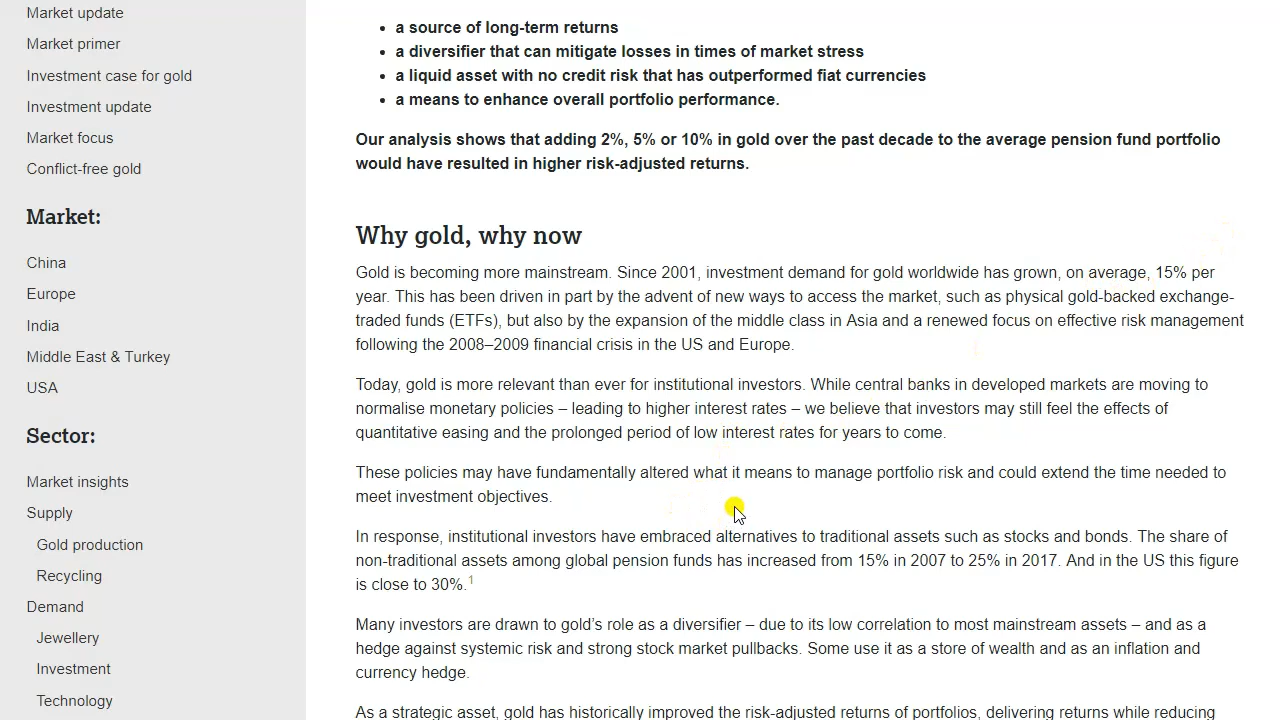 Market update
Market primer
Investment case for gold
Investment update
Market focus
Conflict-free gold
Market:
China
Europe
India
Middle East & Turkey
USA
Sector:
Market insights
Supply
Gold production
Recycling
Demand
Jewellery
Investment
Technology
• a source of long-term returns
• a diversifier that can mitigate losses in times of market stress
• a liquid asset with no credit risk that has outperformed fiat currencies
• a means to enhance overall portfolio performance.
Our analysis shows that adding 2%, 5% or 10% in gold over the past decade to the average pension fund portfolio
would have resulted in higher risk-adjusted returns.
Why gold, why now
Gold is becoming more mainstream. Since 2001, investment demand for gold worldwide has grown, on average, 15% per
year. This has been driven in part by the advent of new ways to access the market, such as physical gold-backed exchange-
traded funds (ETFs), but also by the expansion of the middle class in Asia and a renewed focus on effective risk management
following the 2008–2009 financial crisis in the US and Europe.
Today, gold is more relevant than ever for institutional investors. While central banks in developed markets are moving to
normalise monetary policies – leading to higher interest rates – we believe that investors may still feel the effects of
quantitative easing and the prolonged period of low interest rates for years to come.
These policies may have fundamentally altered what it means to manage portfolio risk and could extend the time needed to
meet investment objectives.
In response, institutional investors have embraced alternatives to traditional assets such as stocks and bonds. The share of
non-traditional assets among global pension funds has increased from 15% in 2007 to 25% in 2017. And in the US this figure
is close to 30%.1
Many investors are drawn to gold's role as a diversifier – due to its low correlation to most mainstream assets – and as a
hedge against systemic risk and strong stock market pullbacks. Some use it as a store of wealth and as an inflation and
currency hedge.
As a strategic asset, gold has historically improved the risk-adjusted returns of portfolios, delivering returns while reducing